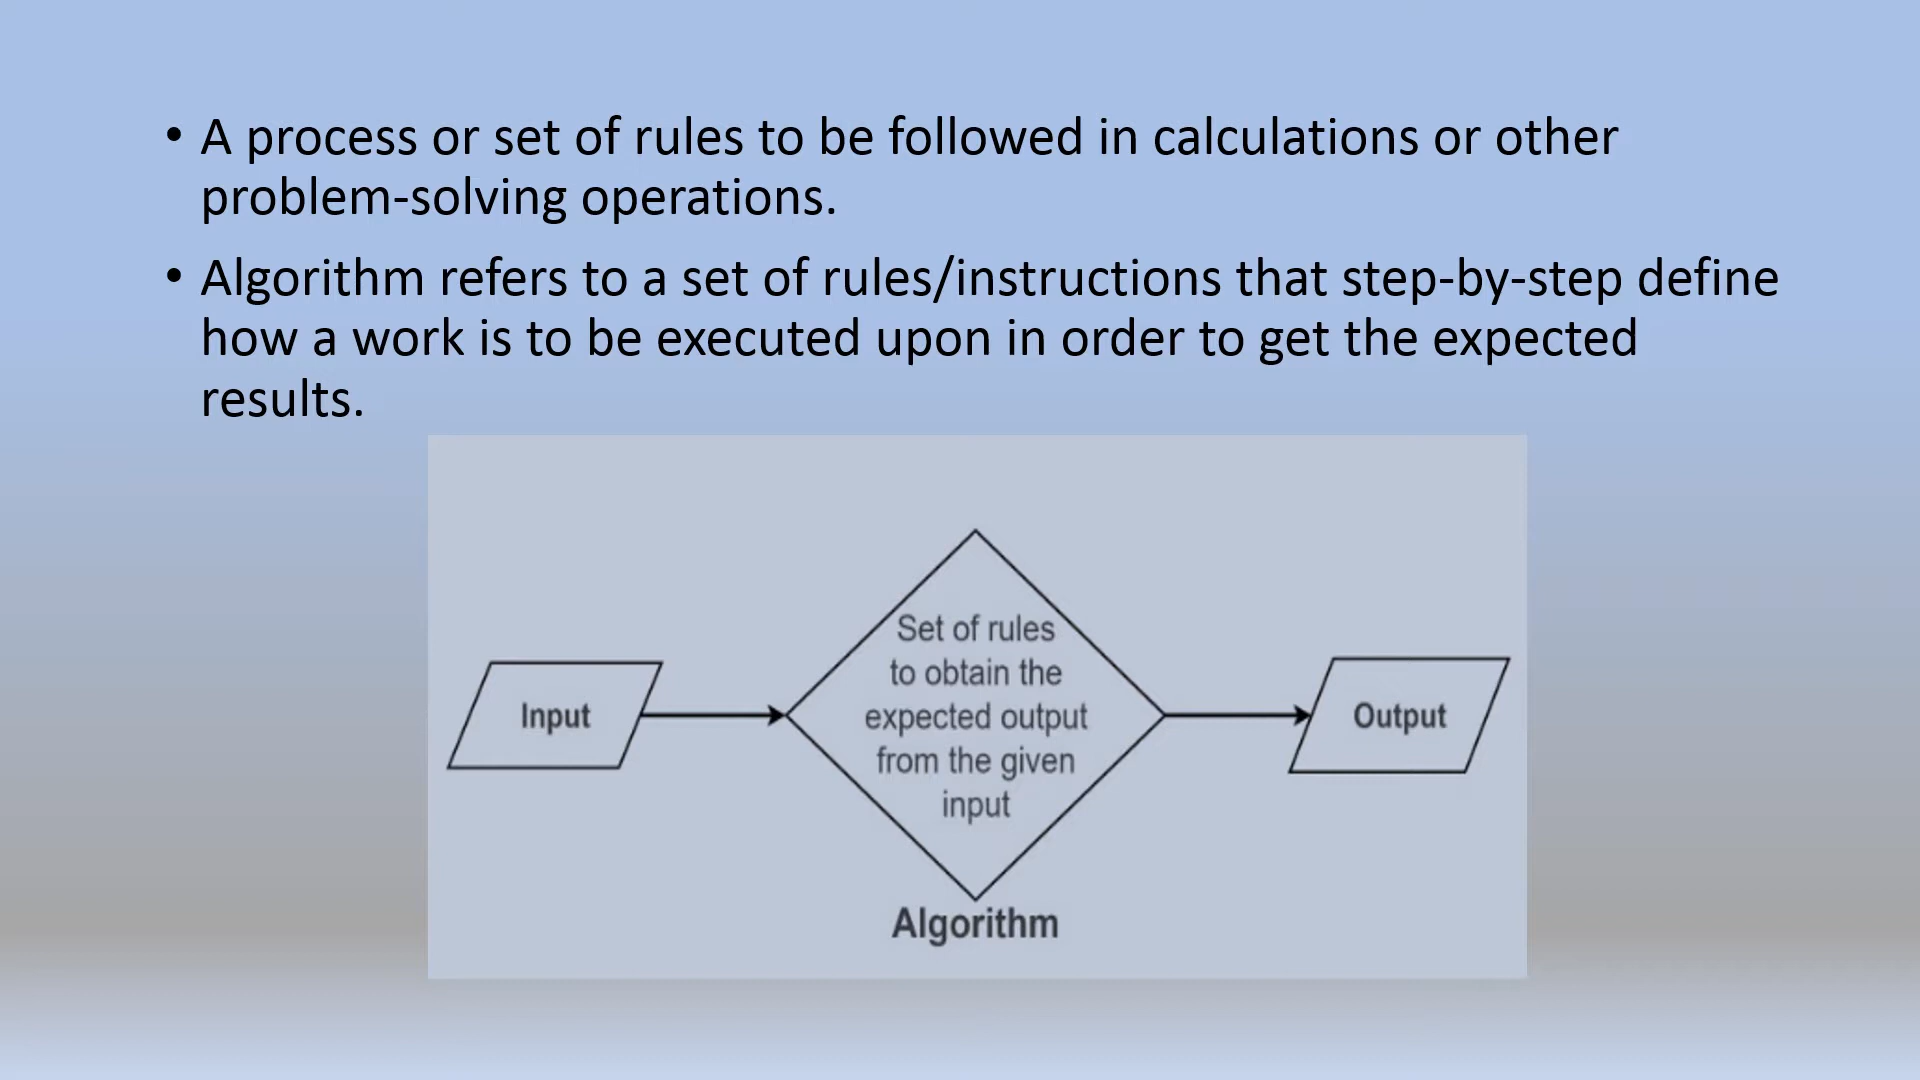 • A process or set of rules to be followed in calculations or other
problem-solving operations.
• Algorithm refers to a set of rules/instructions that step-by-step define
how a work is to be executed upon in order to get the expected
results.
Input
Set of rules
to obtain the
expected output
from the given
input
Output
Algorithm